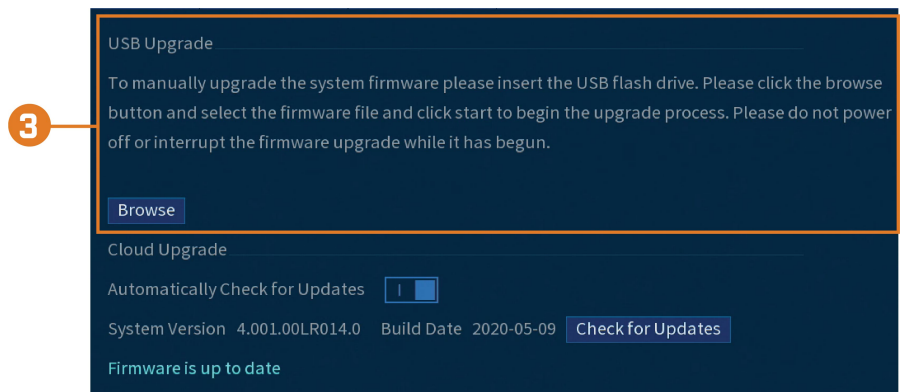 USB Upgrade
To manually upgrade the system firmware please insert the USB flash drive. Please click the browse
button and select the firmware file and click start to begin the upgrade process. Please do not power
off or interrupt the firmware upgrade while it has begun.
3
Browse
Cloud Upgrade
Automatically Check for Updates
System Version 4.001.00LR014.0 Build Date 2020-05-09 Check for Updates
Firmware is up to date